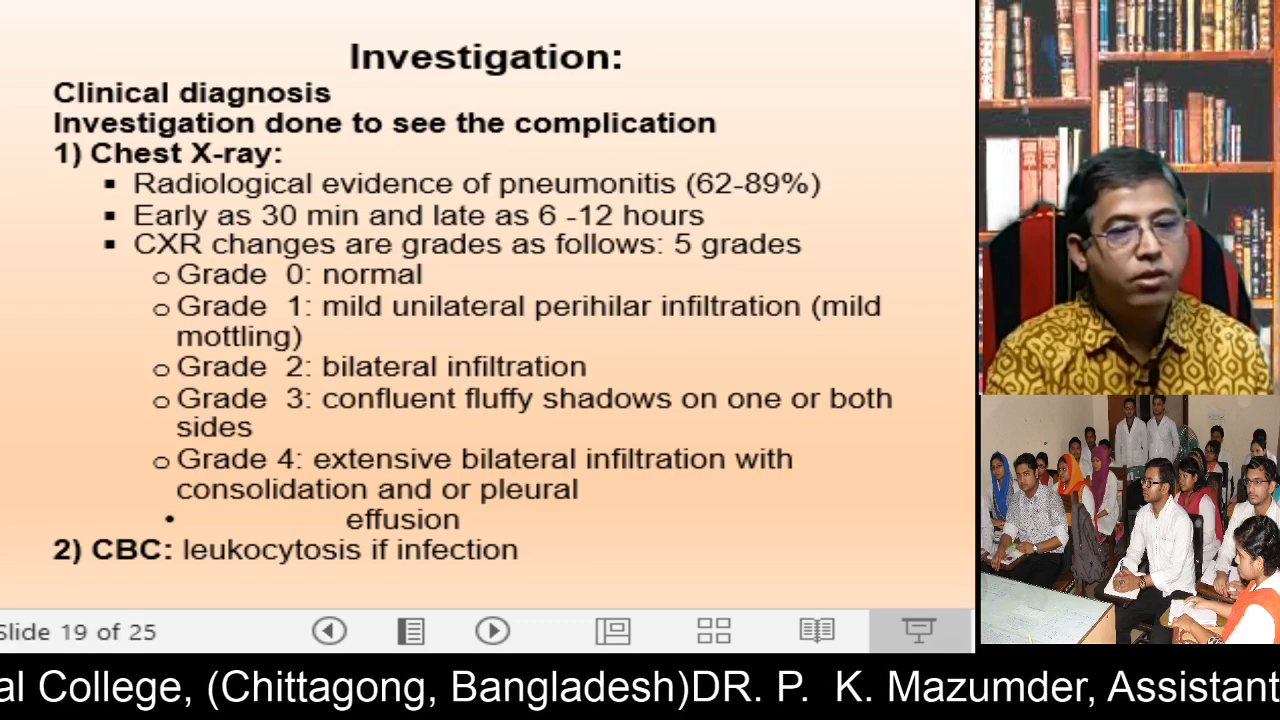 Investigation:
Clinical diagnosis
Investigation done to see the complication
1) Chest X-ray:
▪ Radiological evidence of pneumonitis (62-89%)
▪ Early as 30 min and late as 6 -12 hours
▪ CXR changes are grades as follows: 5 grades
o Grade 0: normal
o Grade 1: mild unilateral perihilar infiltration (mild
mottling)
o Grade 2: bilateral infiltration
o Grade 3: confluent fluffy shadows on one or both
sides
o Grade 4: extensive bilateral infiltration with
consolidation and or pleural
• effusion
2) CBC: leukocytosis if infection
Slide 19 of 25
al College, (Chittagong, Bangladesh)DR. P. K. Mazumder, Assistant